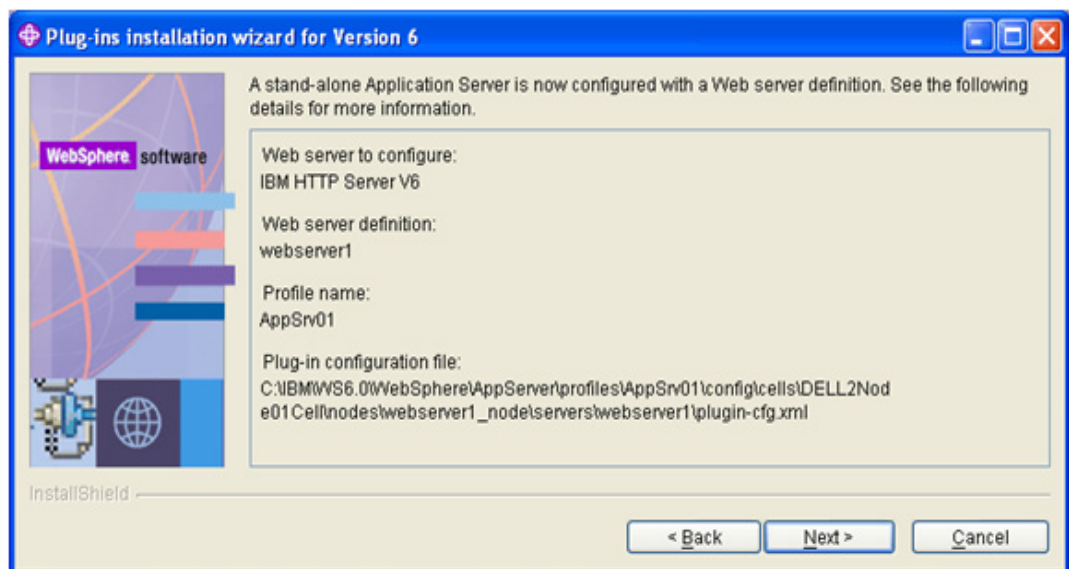 Plug-ins installation wizard for Version 6
A stand-alone Application Server is now configured with a Web server definition. See the following
details for more information.
WebSphere software
Web server to configure:
IBM HTTP Server V6
Web server definition:
webserver1
Profile name:
AppSrv01
Plug-in configuration file:
C:\IBM\WS6.0\WebSphere\AppServer\profiles\AppSrv01\config\cells\DELL2Nod
e01Cell\nodes\webserver1_node\servers\webserver1\plugin-cfg.xml
InstallShield
< Back
Next >
Cancel